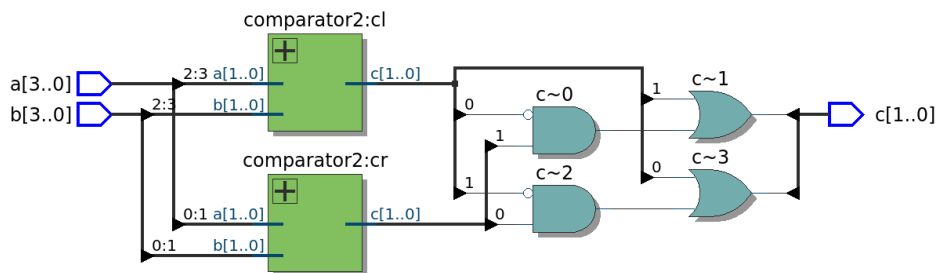 comparator2:cl
a[3..0] 2:3 a[1..0] c[1..0]
b[3..0] 2:3 b[1..0]
0 c~0
1
1 c~2
0
1 c~1
0 c~3
c[1..0]
comparator2:cr
0:1 a[1..0] c[1..0]
0:1 b[1..0]